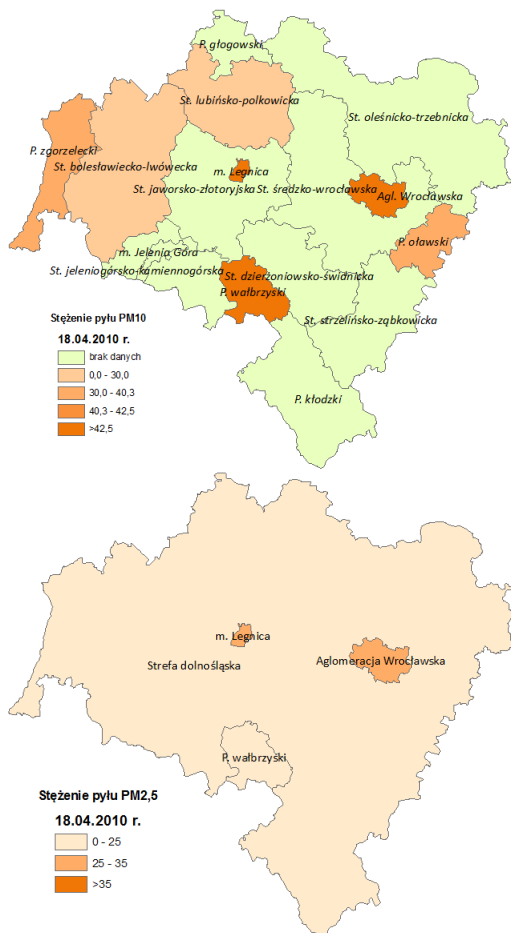 P. głogowski
St. lubińsko-polkowicka
St. oleśnicko-trzebnicka
P. zgorzelecki
St. bolesławiecko-lwówecka
m. Legnica
St. jaworsko-złotoryjska
St. średzko-wrocławska
Agl. Wrocławska
P. oławski
m. Jelenia Góra
St. jeleniogórsko-kamiennogórska
St. dzierżoniowsko-świdnicka
P. wałbrzyski
St. strzelińsko-ząbkowicka
P. kłodzki
Stężenie pyłu PM10
18.04.2010 r.
brak danych
0,0 - 30,0
30,0 - 40,3
40,3 - 42,5
>42,5
m. Legnica
Aglomeracja Wrocławska
Strefa dolnośląska
P. wałbrzyski
Stężenie pyłu PM2,5
18.04.2010 r.
0 - 25
25 - 35
>35